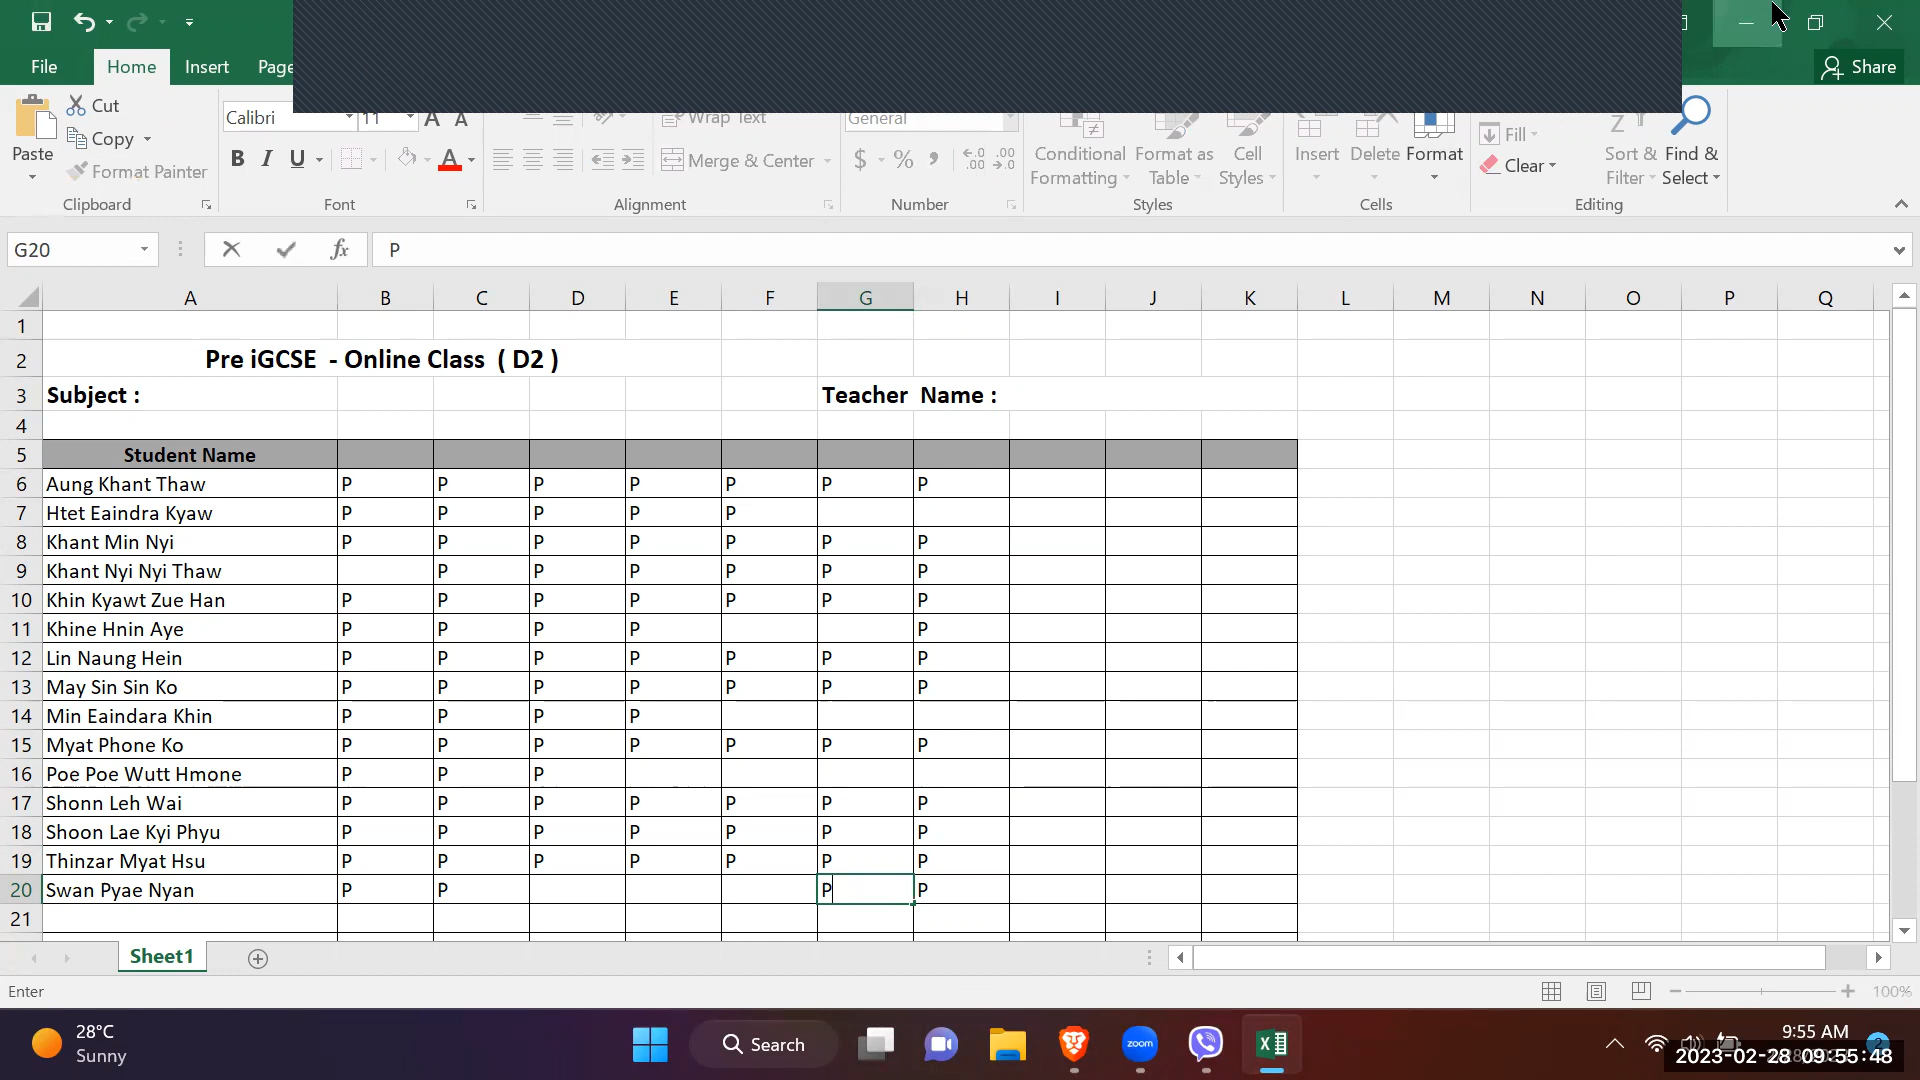 File Home Insert Page Share
Cut
Copy
Paste
Format Painter
Calibri 11
B I U A
Wrap Text
Merge & Center
General
$ %
Conditional Formatting
Format as Table
Cell Styles
Insert Delete Format
Fill
Clear
Sort & Filter
Find & Select
Clipboard Font Alignment Number Styles Cells Editing
G20 fx P
A B C D E F G H I J K L M N O P Q
1
2 Pre iGCSE - Online Class ( D2 )
3 Subject : Teacher Name :
4
5 Student Name
6 Aung Khant Thaw P P P P P P P
7 Htet Eaindra Kyaw P P P P P
8 Khant Min Nyi P P P P P P P
9 Khant Nyi Nyi Thaw P P P P P P
10 Khin Kyawt Zue Han P P P P P P P
11 Khine Hnin Aye P P P P P
12 Lin Naung Hein P P P P P P P
13 May Sin Sin Ko P P P P P P P
14 Min Eaindara Khin P P P P
15 Myat Phone Ko P P P P P P P
16 Poe Poe Wutt Hmone P P P
17 Shonn Leh Wai P P P P P P P
18 Shoon Lae Kyi Phyu P P P P P P P
19 Thinzar Myat Hsu P P P P P P P
20 Swan Pyae Nyan P P P P
21
Sheet1
Enter 100%
28°C
Sunny
Search
zoom
9:55 AM
2
2023-02-28 09:55:48